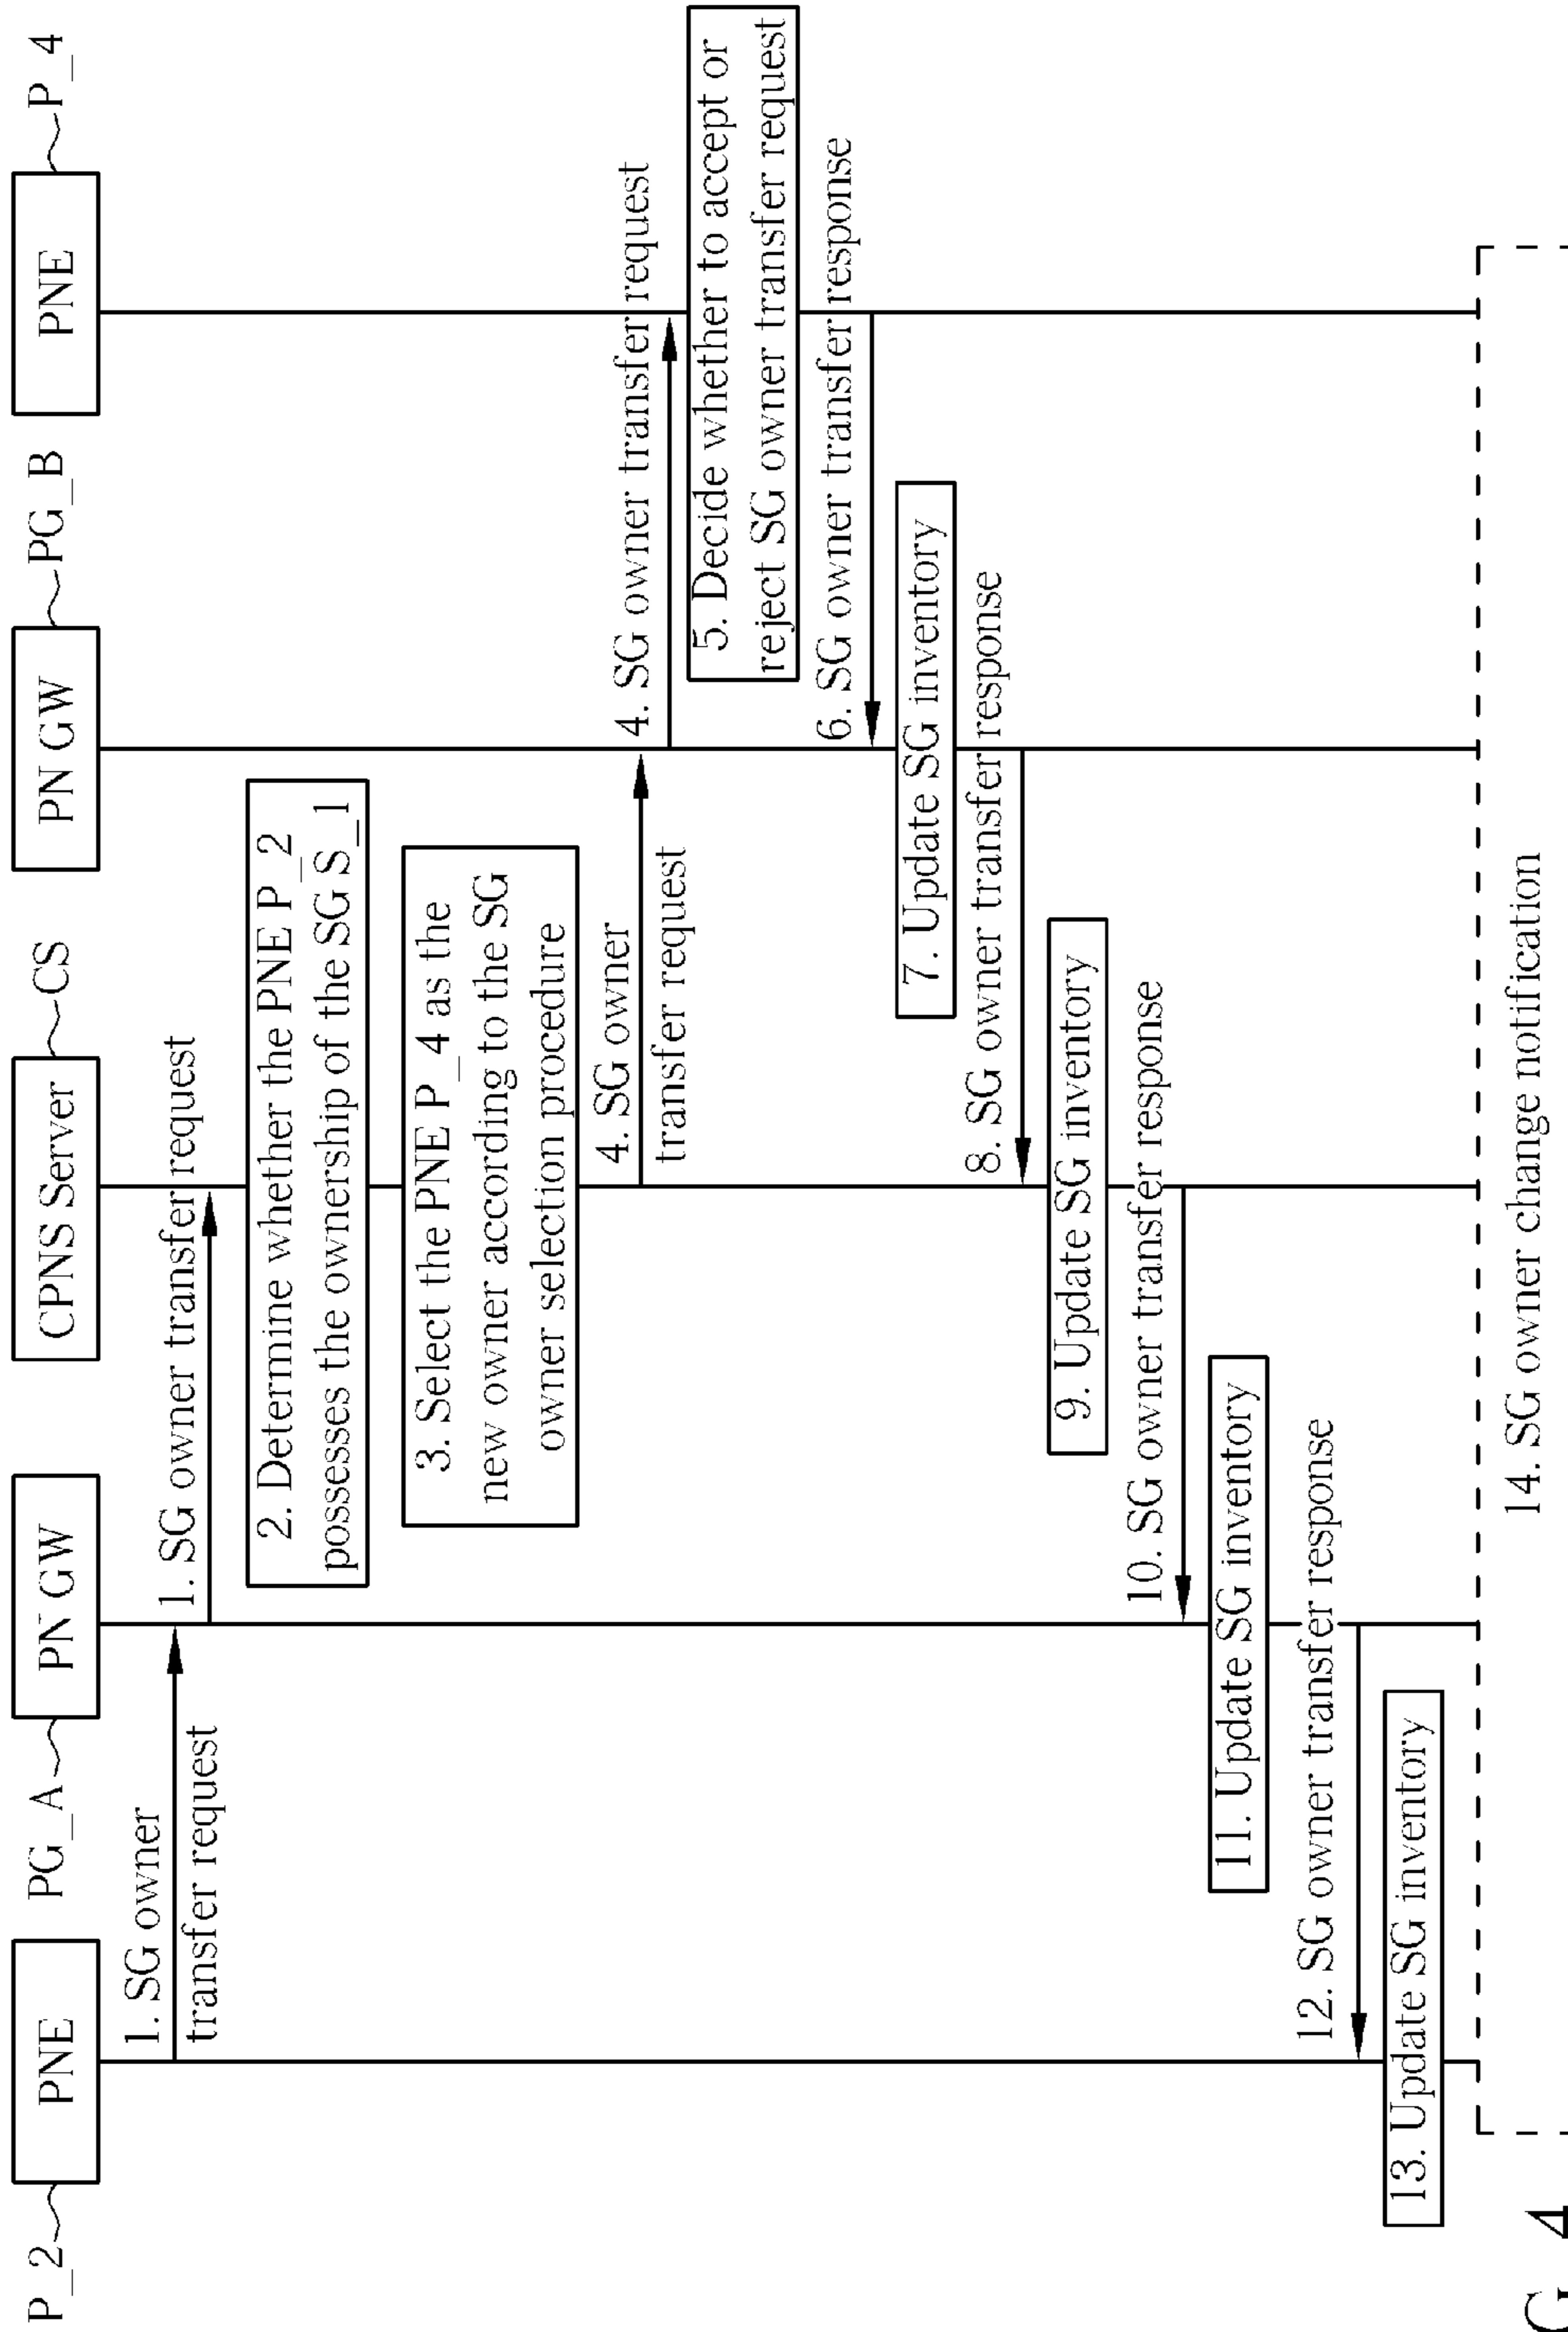 P_2
PNE
PG_A
PN GW
CPNS Server
CS
PN GW
PG_B
PNE
P_4
1. SG owner
transfer request
1. SG owner transfer request
2. Determine whether the PNE P_2
possesses the ownership of the SG S_1
3. Select the PNE P_4 as the
new owner according to the SG
owner selection procedure
4. SG owner
transfer request
4. SG owner transfer request
5. Decide whether to accept or
reject SG owner transfer request
6. SG owner transfer response
7. Update SG inventory
8. SG owner transfer response
9. Update SG inventory
10. SG owner transfer response
11. Update SG inventory
12. SG owner transfer response
13. Update SG inventory
14. SG owner change notification
G. 4